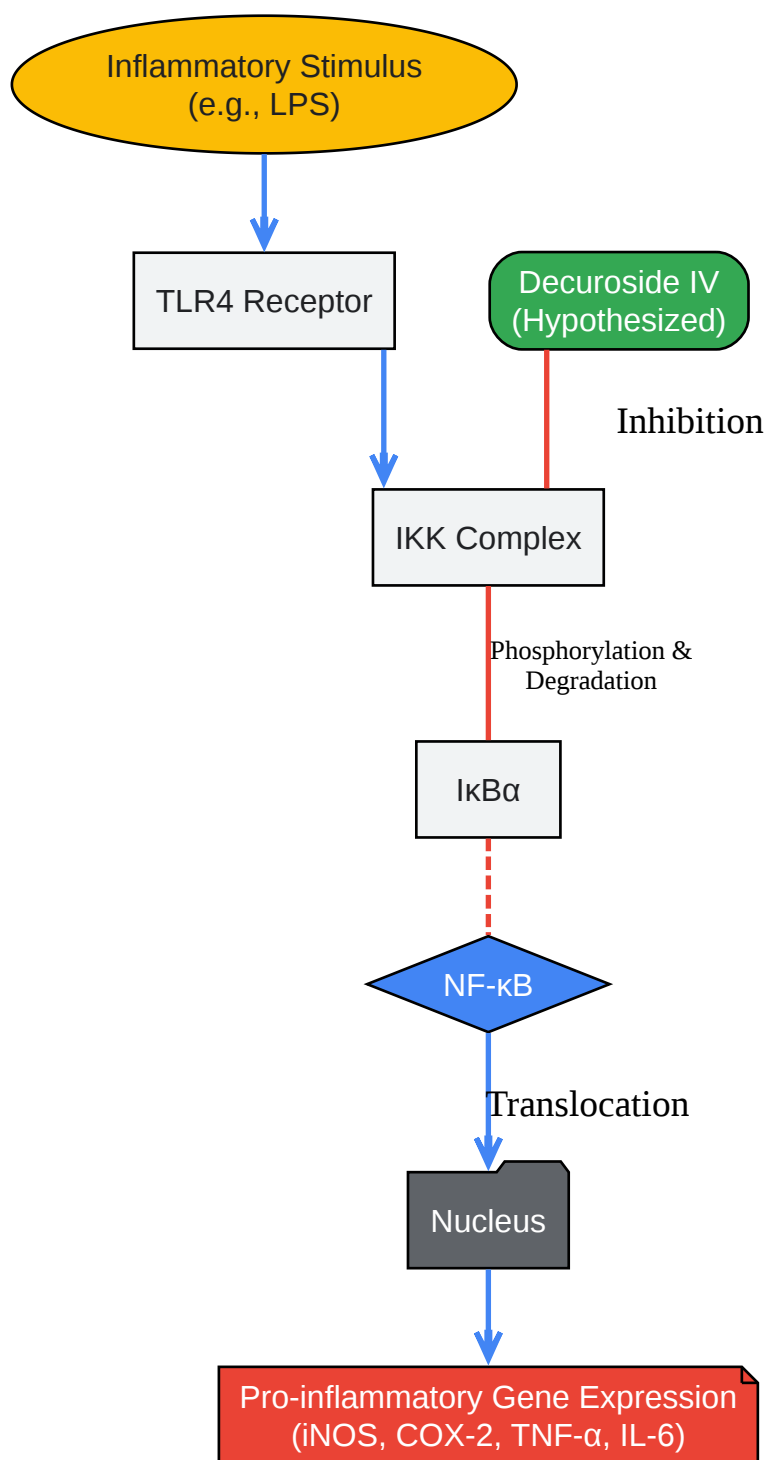 Inflammatory Stimulus
(e.g., LPS)
TLR4 Receptor
Decuroside IV
(Hypothesized)
Inhibition
IKK Complex
Phosphorylation &
Degradation
IκBα
NF-κB
Translocation
Nucleus
Pro-inflammatory Gene Expression
(iNOS, COX-2, TNF-α, IL-6)